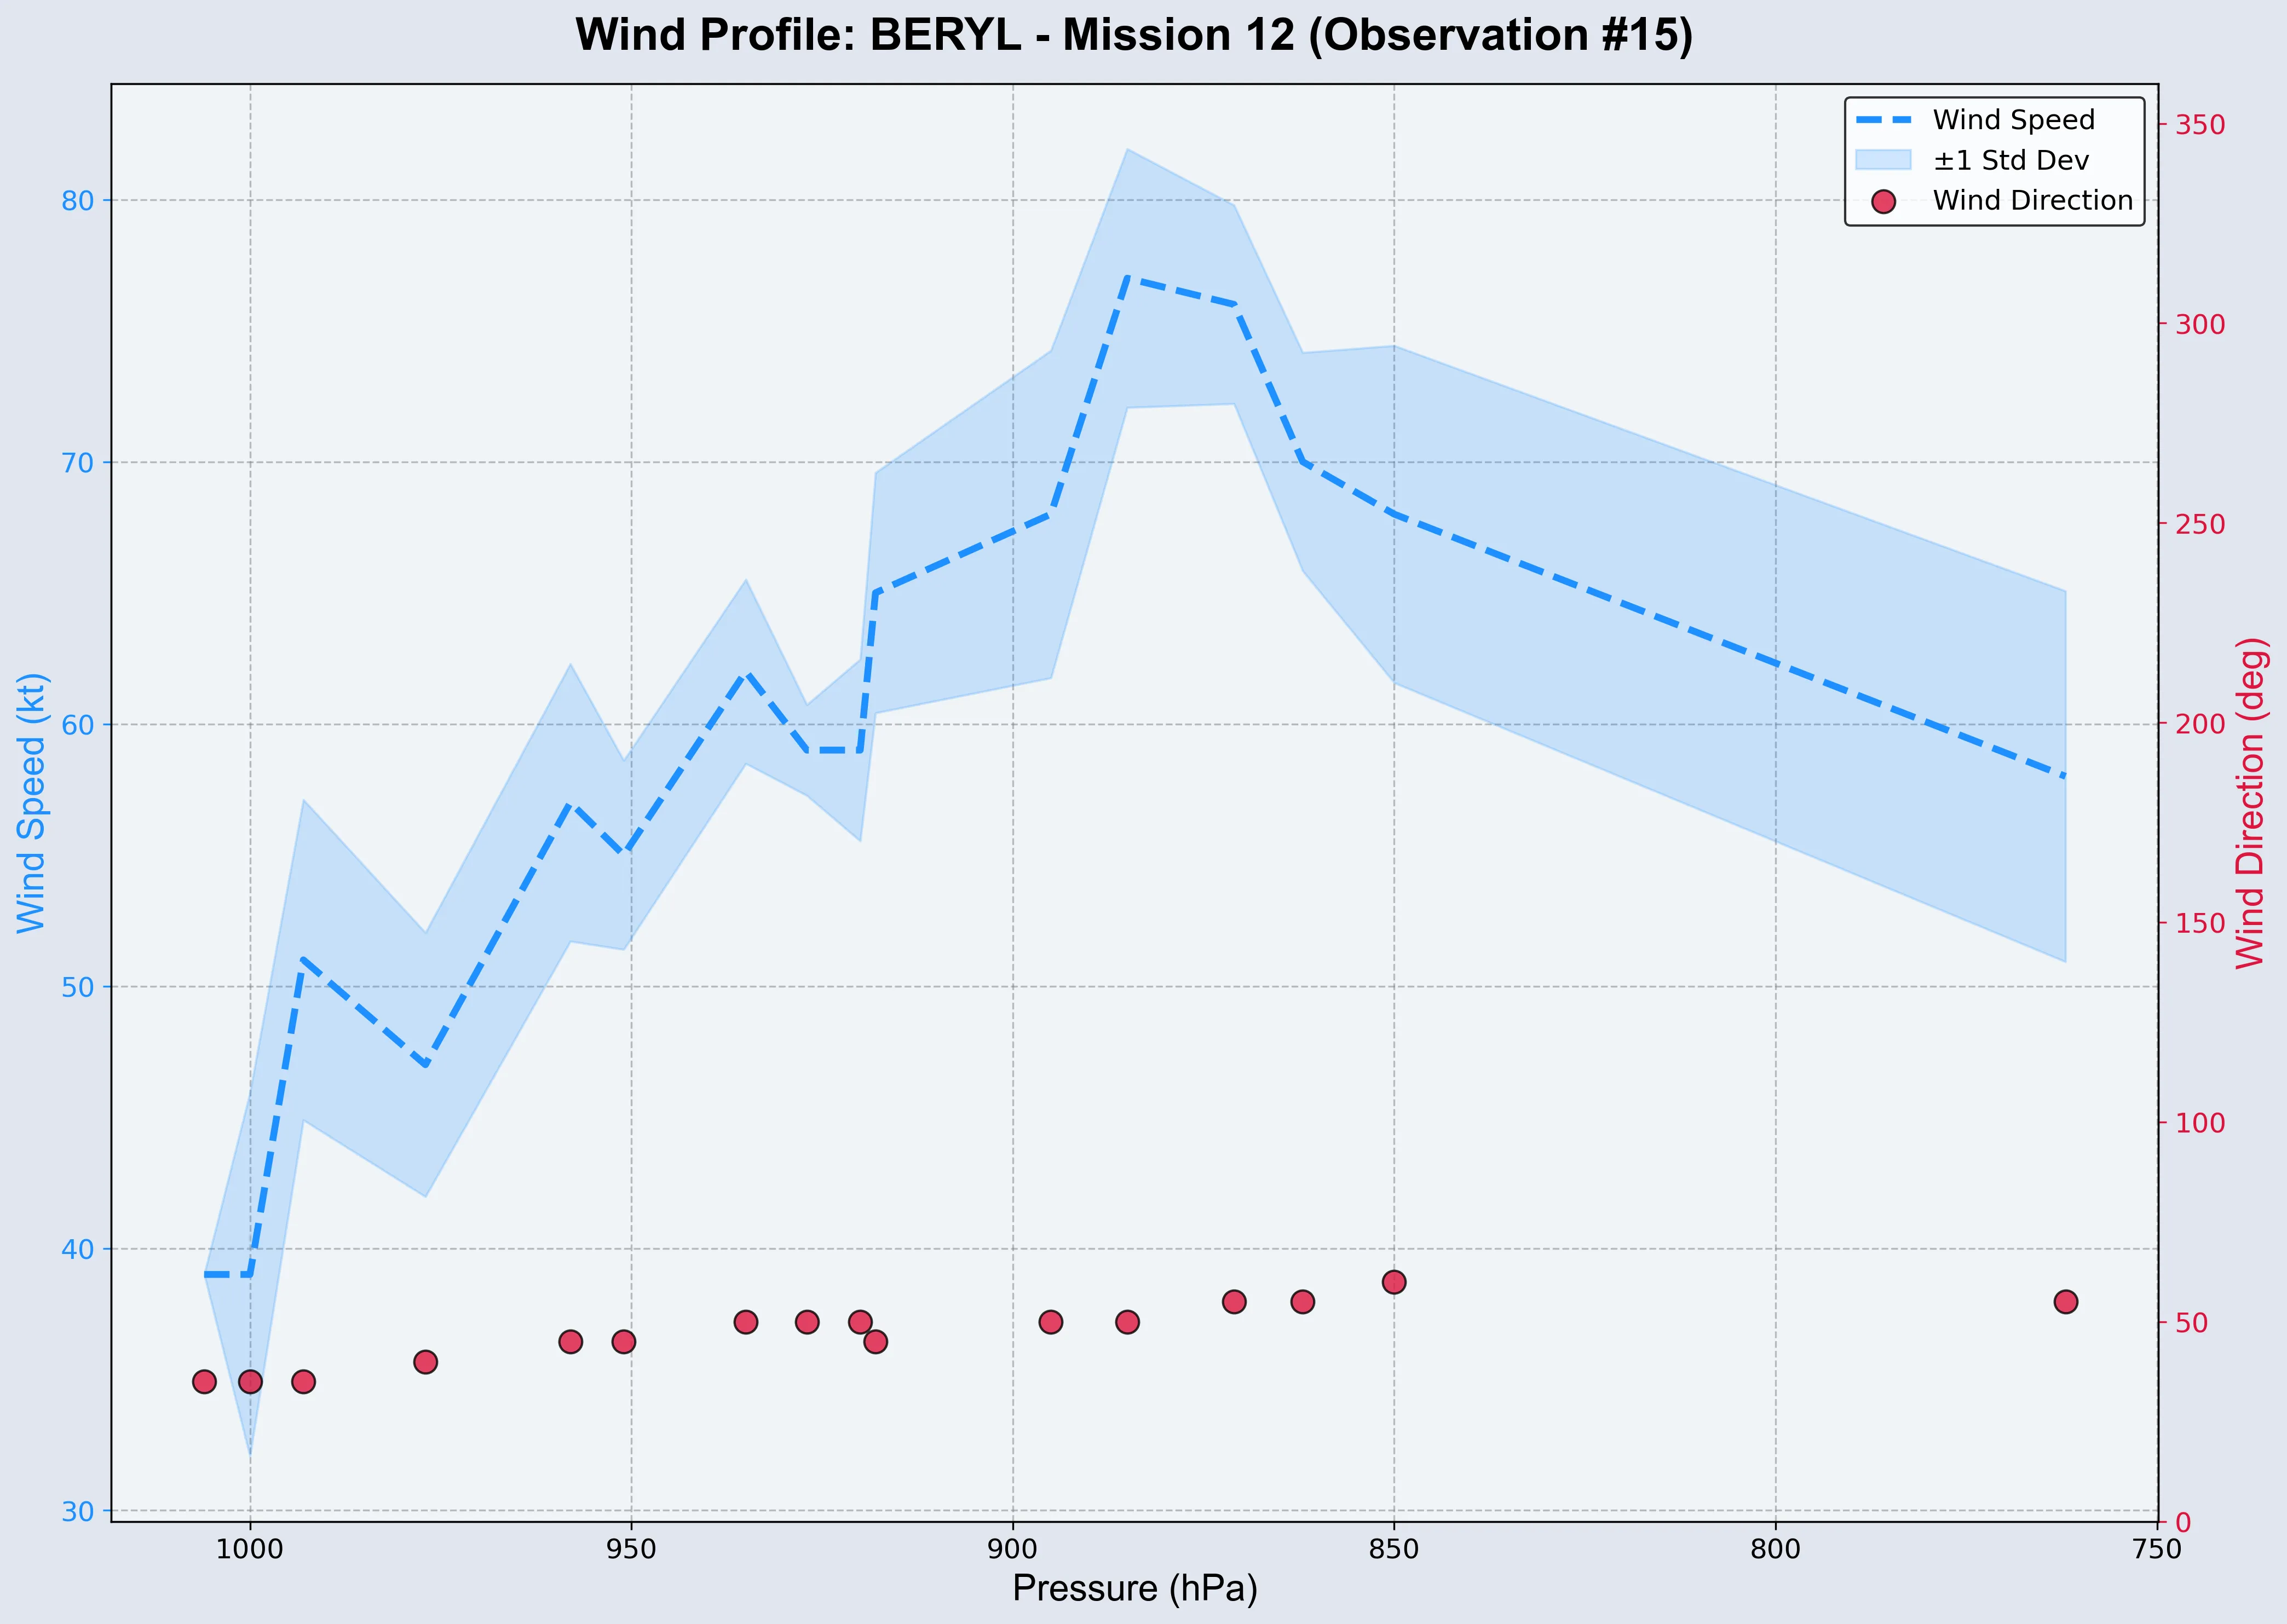 Wind Profile: BERYL - Mission 12 (Observation #15)
Wind Speed
±1 Std Dev
Wind Direction
Wind Speed (kt)
80
70
60
50
40
30
350
300
250
200
150
100
50
0
Wind Direction (deg)
1000 950 900 850 800 750
Pressure (hPa)